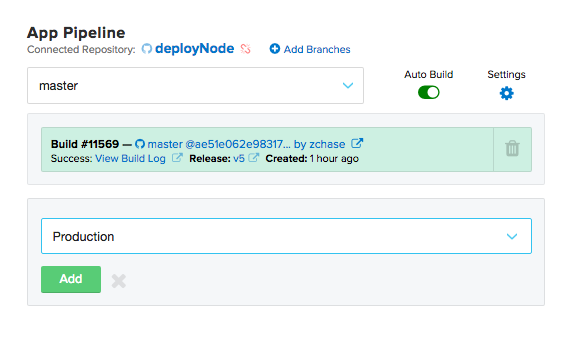 App Pipeline
Connected Repository: deployNode Add Branches
master
Auto Build
Settings
Build #11569 — master @ae51e062e98317... by zchase
Success: View Build Log Release: v5 Created: 1 hour ago
Production
Add